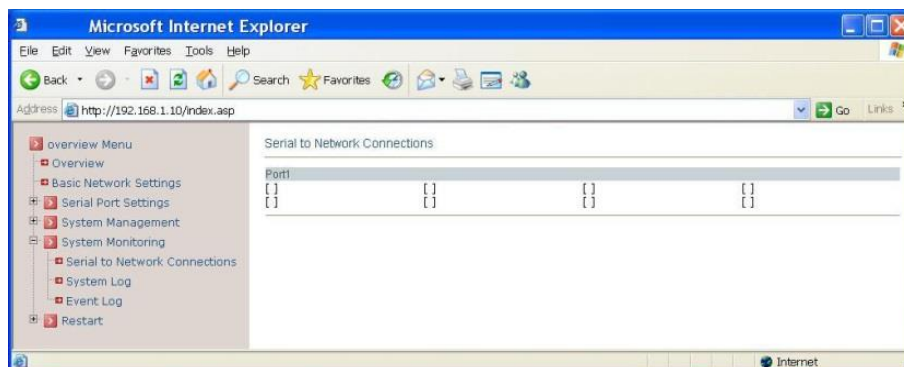 Microsoft Internet Explorer
File Edit View Favorites Tools Help
Back Search Favorites
Address http://192.168.1.10/index.asp Go Links
overview Menu
Overview
Basic Network Settings
Serial Port Settings
System Management
System Monitoring
Serial to Network Connections
System Log
Event Log
Restart
Serial to Network Connections
Port1
[ ] [ ] [ ] [ ]
[ ] [ ] [ ] [ ]
Internet